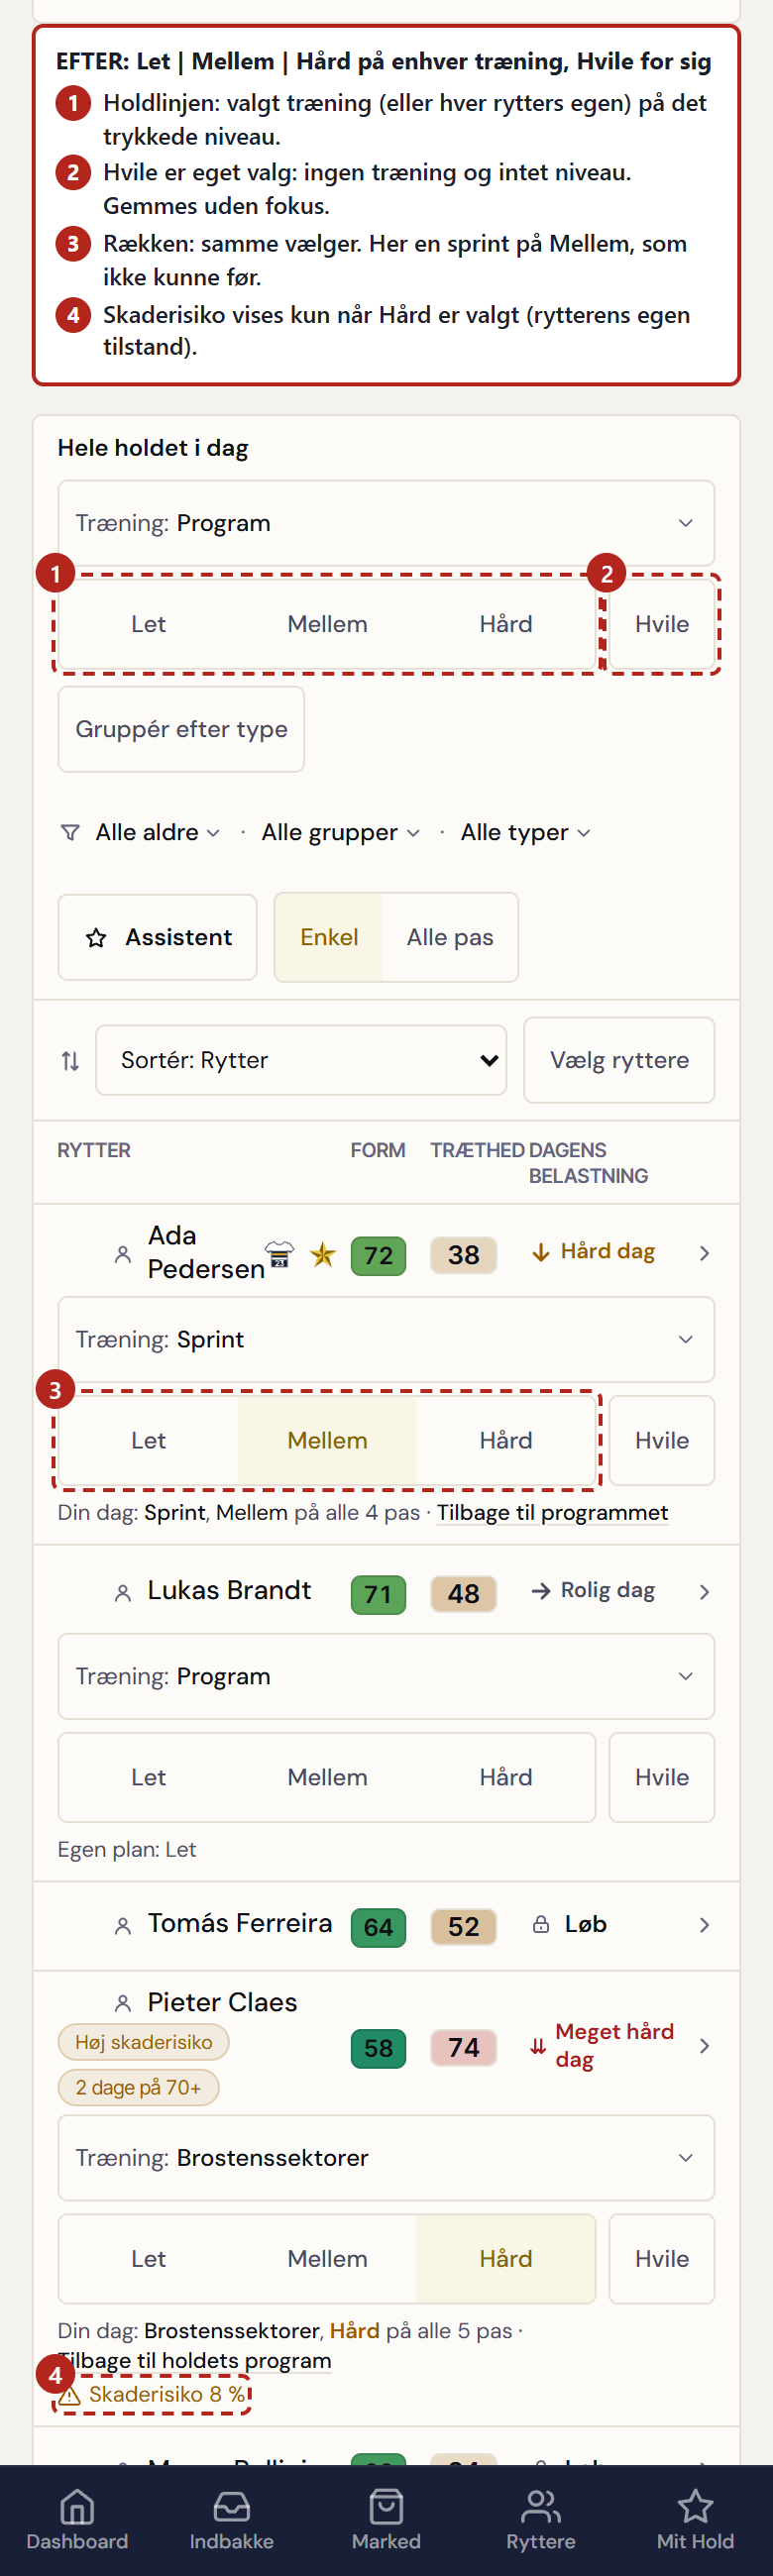 EFTER: Let | Mellem | Hård på enhver træning, Hvile for sig
1 Holdlinjen: valgt træning (eller hver rytters egen) på det
trykkede niveau.
2 Hvile er eget valg: ingen træning og intet niveau.
Gemmes uden fokus.
3 Rækken: samme vælger. Her en sprint på Mellem, som
ikke kunne før.
4 Skaderisiko vises kun når Hård er valgt (rytterens egen
tilstand).
Hele holdet i dag
Træning: Program
1 2
Let Mellem Hård Hvile
Gruppér efter type
Alle aldre · Alle grupper · Alle typer
Assistent Enkel Alle pas
Sortér: Rytter Vælg ryttere
RYTTER FORM TRÆTHED DAGENS
BELASTNING
Ada
Pedersen 23 72 38 Hård dag
Træning: Sprint
3
Let Mellem Hård Hvile
Din dag: Sprint, Mellem på alle 4 pas · Tilbage til programmet
Lukas Brandt 71 48 Rolig dag
Træning: Program
Let Mellem Hård Hvile
Egen plan: Let
Tomás Ferreira 64 52 Løb
Pieter Claes
Høj skaderisiko 58 74 Meget hård
dag
2 dage på 70+
Træning: Brostenssektorer
Let Mellem Hård Hvile
Din dag: Brostenssektorer, Hård på alle 5 pas ·
Tilbage til holdets program
4
Skaderisiko 8 %
Dashboard Indbakke Marked Ryttere Mit Hold